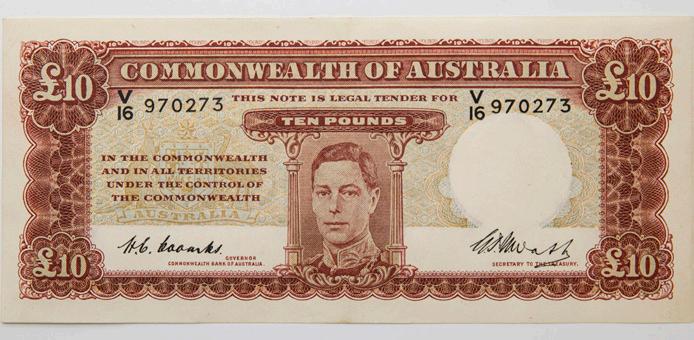 £10 COMMONWEALTH OF AUSTRALIA £10
V/16 970273 THIS NOTE IS LEGAL TENDER FOR V/16 970273
TEN POUNDS
IN THE COMMONWEALTH
AND IN ALL TERRITORIES
UNDER THE CONTROL OF
THE COMMONWEALTH
AUSTRALIA
GOVERNOR
COMMONWEALTH BANK OF AUSTRALIA.
SECRETARY TO THE TREASURY.
£10 £10